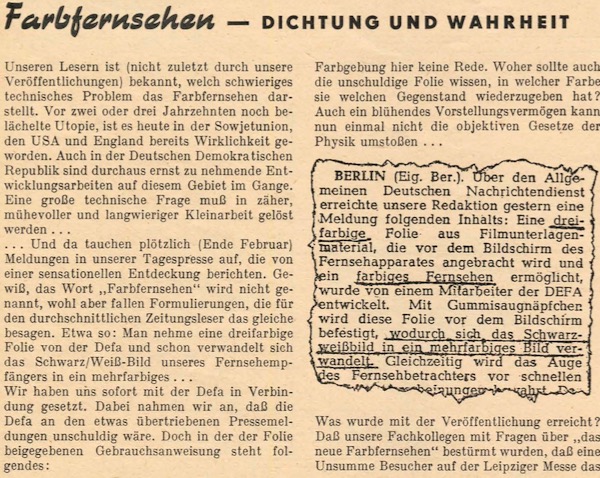 Farbfernsehen — DICHTUNG UND WAHRHEIT
Unseren Lesern ist (nicht zuletzt durch unsere
Veröffentlichungen) bekannt, welch schwieriges
technisches Problem das Farbfernsehen dar-
stellt. Vor zwei oder drei Jahrzehnten noch be-
lächelte Utopie, ist es heute in der Sowjetunion,
den USA und England bereits Wirklichkeit ge-
worden. Auch in der Deutschen Demokratischen
Republik sind durchaus ernst zu nehmende Ent-
wicklungsarbeiten auf diesem Gebiet im Gange.
Eine große technische Frage muß in zäher,
mühevoller und langwieriger Kleinarbeit gelöst
werden . . .
. . . Und da tauchen plötzlich (Ende Februar)
Meldungen in unserer Tagespresse auf, die von
einer sensationellen Entdeckung berichten. Ge-
wiß, das Wort „Farbfernsehen" wird nicht ge-
nannt, wohl aber fallen Formulierungen, die für
den durchschnittlichen Zeitungsleser das gleiche
besagen. Etwa so: Man nehme eine dreifarbige
Folie von der Defa und schon verwandelt sich
das Schwarz/Weiß-Bild unseres Fernsehemp-
fängers in ein mehrfarbiges . . .
Wir haben uns sofort mit der Defa in Verbin-
dung gesetzt. Dabei nahmen wir an, daß die
Defa an den etwas übertriebenen Pressemel-
dungen unschuldig wäre. Doch in der der Folie
beigegebenen Gebrauchsanweisung steht fol-
gendes:
Farbgebung hier keine Rede. Woher sollte auch
die unschuldige Folie wissen, in welcher Farbe
sie welchen Gegenstand wiederzugeben hat?
Auch ein blühendes Vorstellungsvermögen kann
nun einmal nicht die objektiven Gesetze der
Physik umstoßen . . .
BERLIN (Eig. Ber.). Über den Allge-
meinen Deutschen Nachrichtendienst
erreichte unsere Redaktion gestern eine
Meldung folgenden Inhalts: Eine drei-
farbige Folie aus Filmunterlagen-
material, die vor dem Bildschirm des
Fernsehapparates angebracht wird und
ein farbiges Fernsehen ermöglicht,
wurde von einem Mitarbeiter der DEFA
entwickelt. Mit Gummisaugnäpfchen
wird diese Folie vor dem Bildschirm
befestigt, wodurch sich das Schwarz-
weißbild in ein mehrfarbiges Bild ver-
wandelt. Gleichzeitig wird das Auge
des Fernsehbetrachters vor schnellen
Was wurde mit der Veröffentlichung erreicht?
Daß unsere Fachkollegen mit Fragen über „das
neue Farbfernsehen" bestürmt wurden, daß eine
Unsumme Besucher auf der Leipziger Messe das